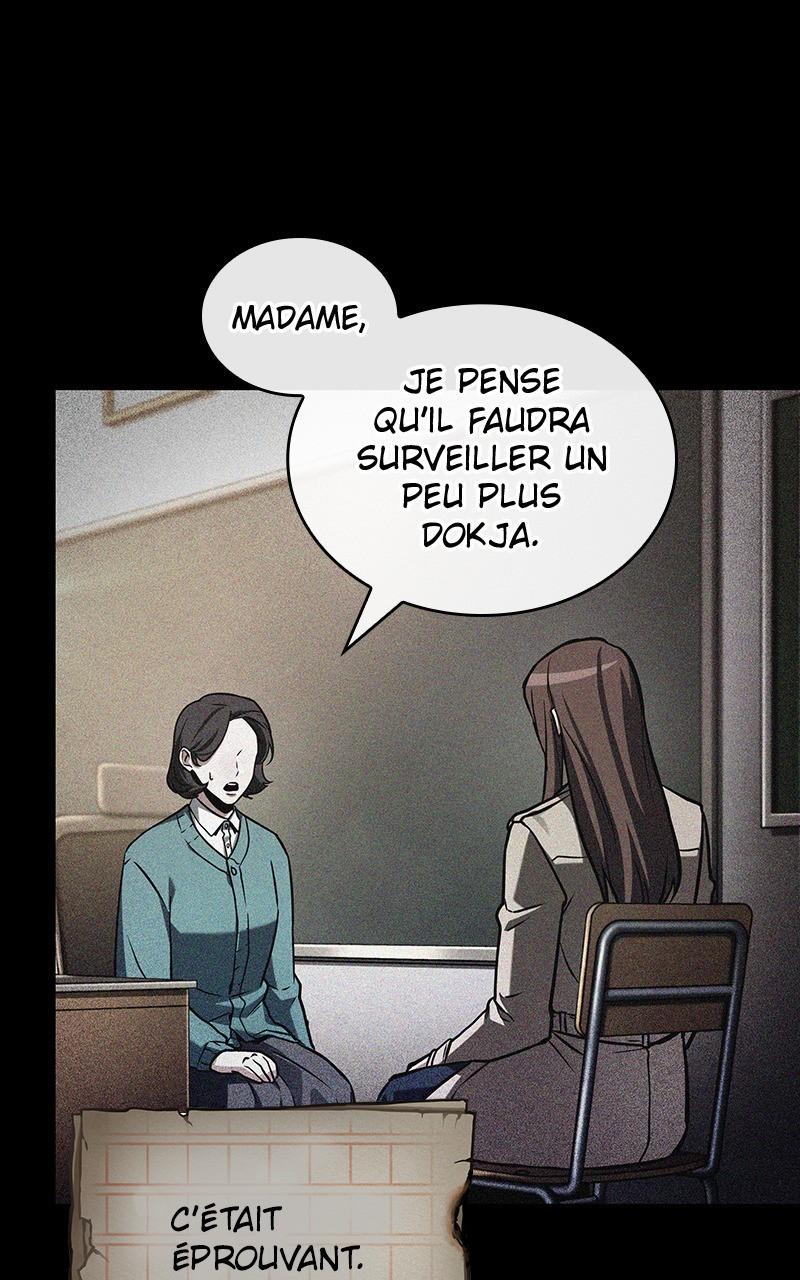 MADAME,
JE PENSE
QU'IL FAUDRA
SURVEILLER UN
PEU PLUS
DOKJA.
C'ÉTAIT
ÉPROUVANT.